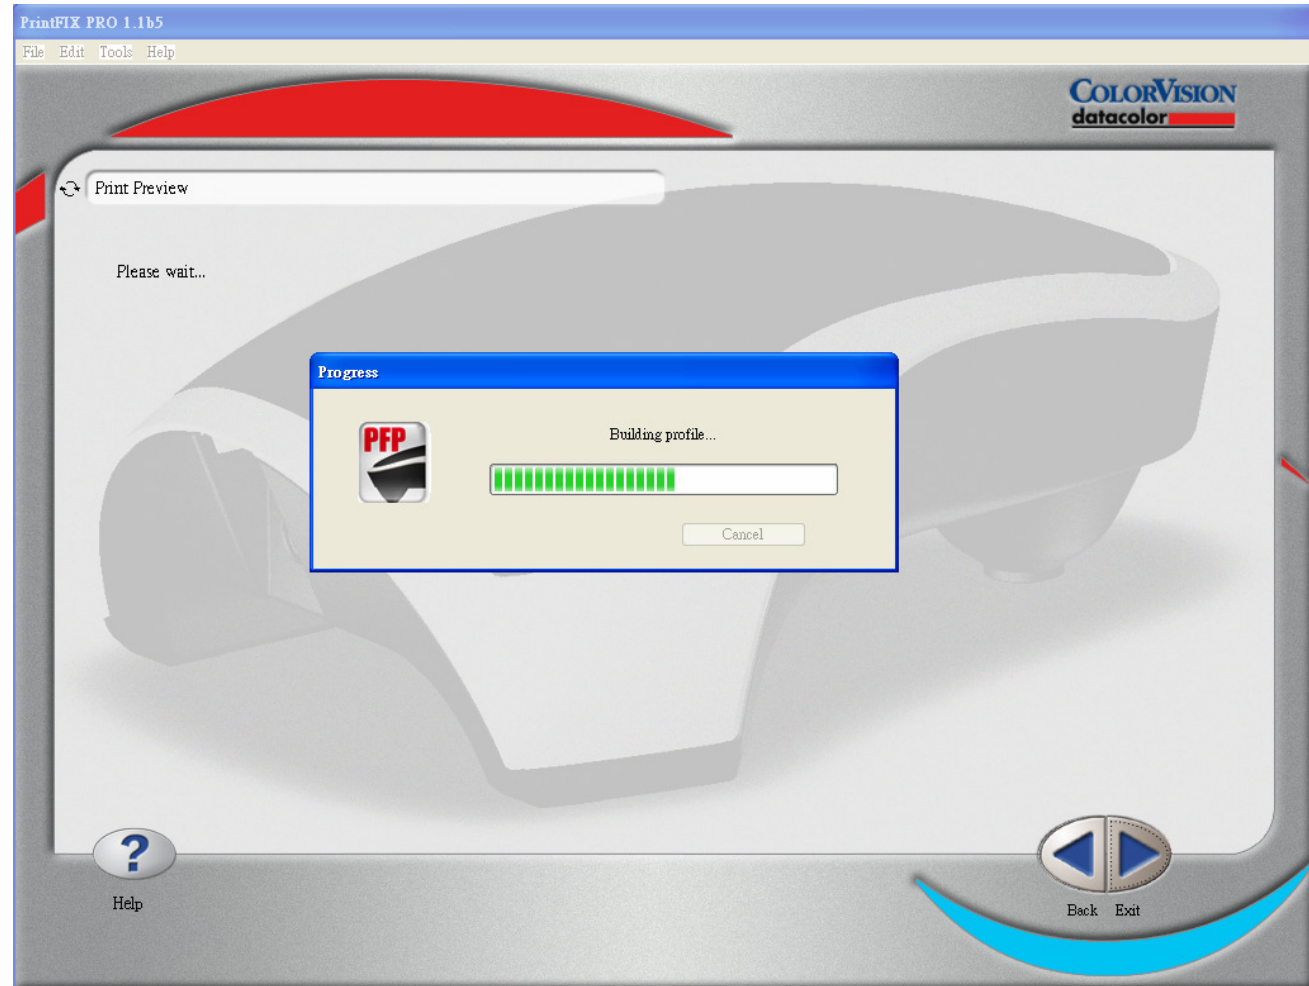 PrintFIX PRO 1.1b5
File Edit Tools Help
COLORVISION
datacolor
Print Preview
Please wait...
Progress
PFP
Building profile...
Cancel
?
Help
Back Exit